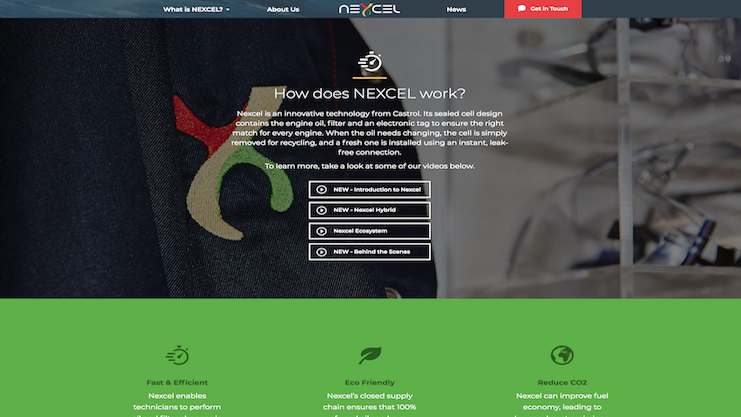 What is NEXCEL?
About Us
NEXCEL
News
Get in Touch
How does NEXCEL work?
Nexcel is an innovative technology from Castrol. Its sealed cell design
contains the engine oil, filter and an electronic tag to ensure the right
match for every engine. When the oil needs changing, the cell is simply
removed for recycling, and a fresh one is installed using an instant, leak-
free connection.
To learn more, take a look at some of our videos below.
NEW - Introduction to Nexcel
NEW - Nexcel Hybrid
Nexcel Ecosystem
NEW - Behind the Scenes
Fast & Efficient
Nexcel enables
technicians to perform
Eco Friendly
Nexcel's closed supply
chain ensures that 100%
Reduce CO2
Nexcel can improve fuel
economy, leading to